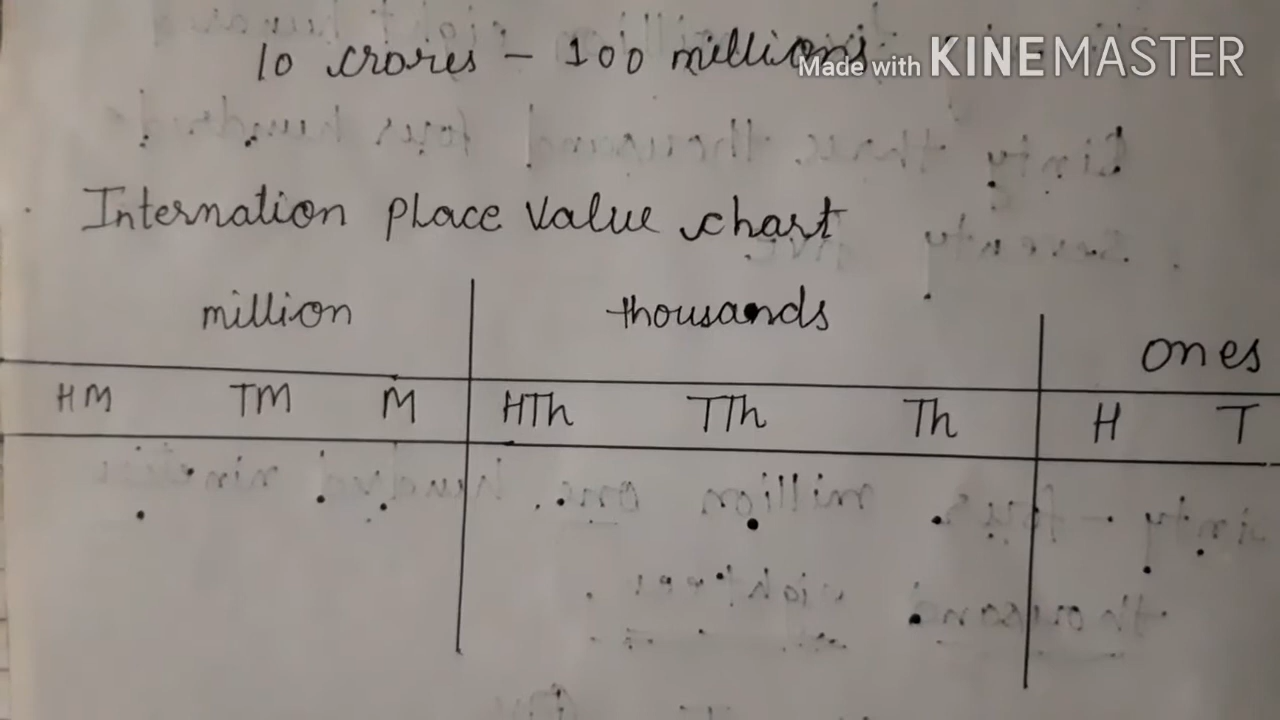 10 crores - 100 millions
Made with KINEMASTER
Internation place value chart
million thousands ones
HM TM M HTh TTh Th H T